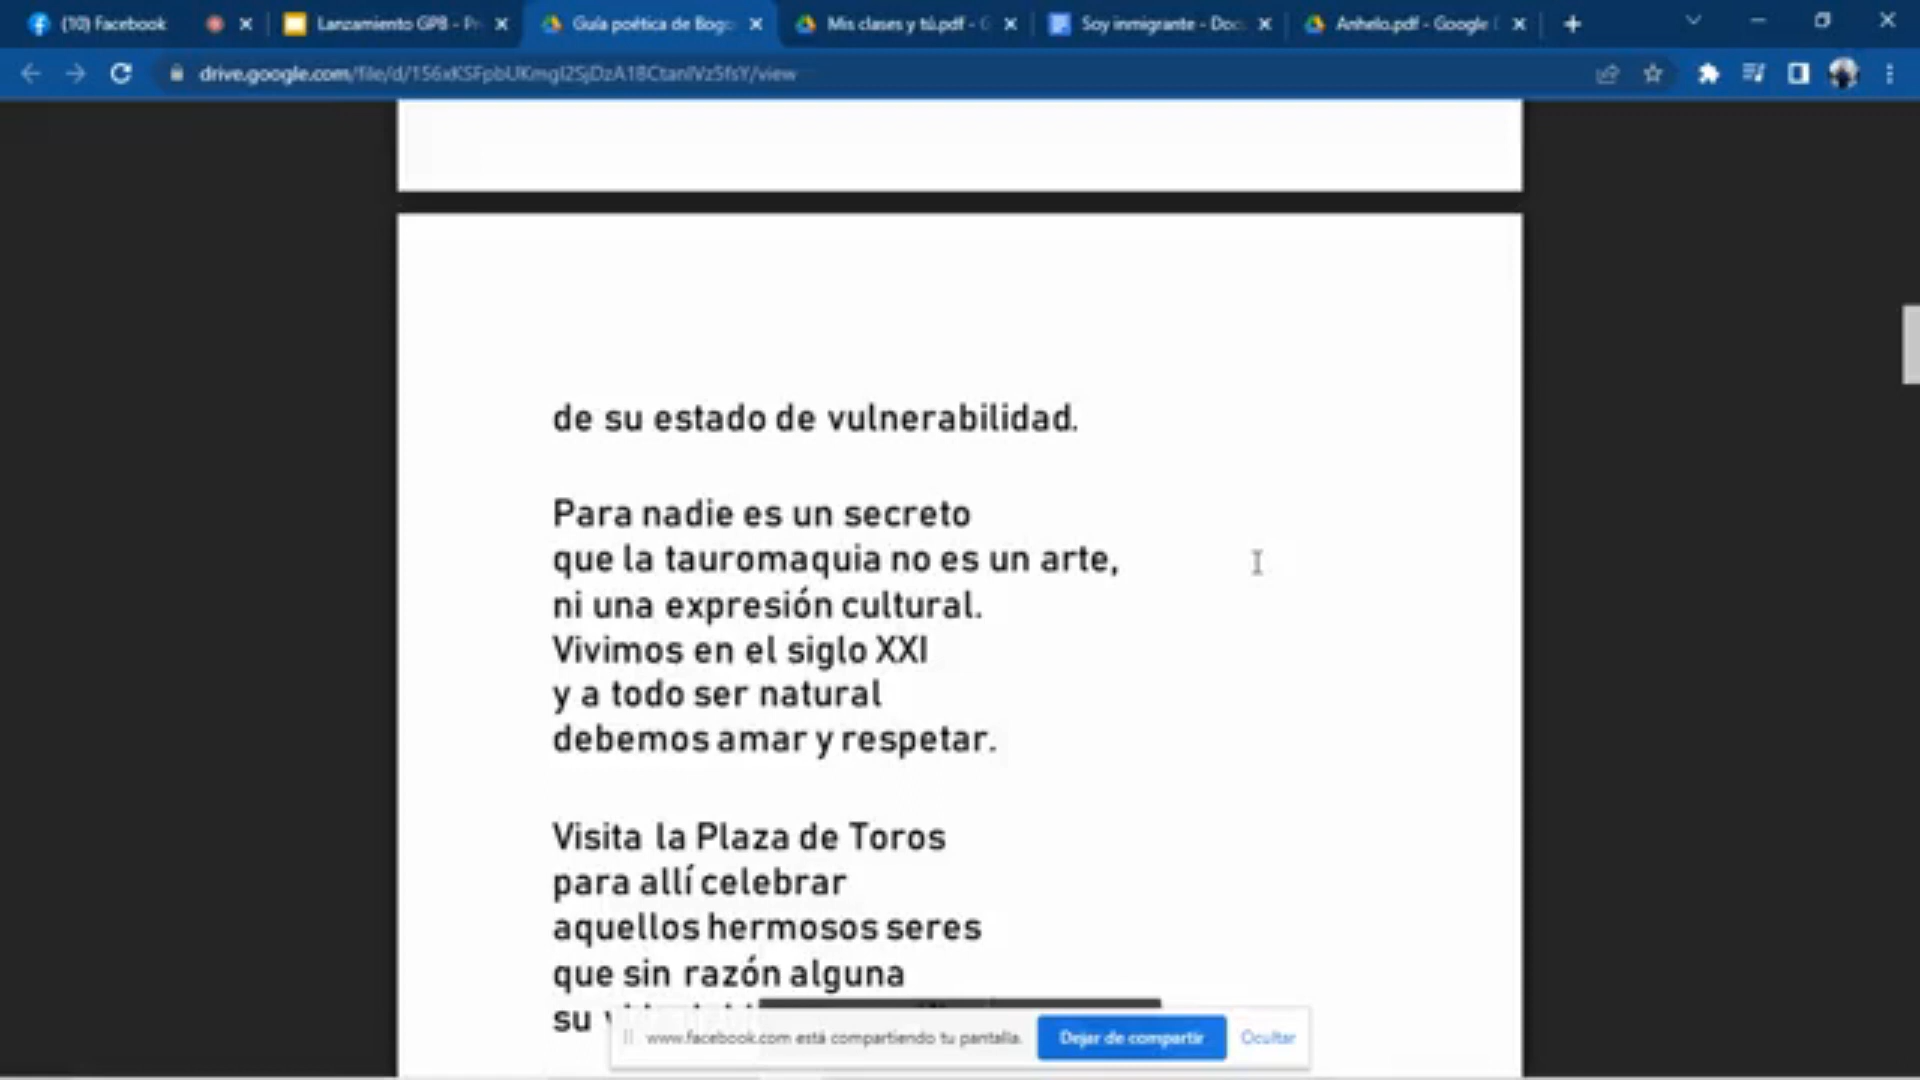 (10) Facebook
Lanzamiento GPB - Pr
Guía poética de Bogo
Mis clases y tú.pdf - G
Soy inmigrante - Doc
Anhelo.pdf - Google
drive.google.com/file/d/
/view
de su estado de vulnerabilidad.
Para nadie es un secreto
que la tauromaquia no es un arte,
ni una expresión cultural.
Vivimos en el siglo XXI
y a todo ser natural
debemos amar y respetar.
Visita la Plaza de Toros
para allí celebrar
aquellos hermosos seres
que sin razón alguna
su
www.facebook.com está compartiendo tu pantalla.
Dejar de compartir
Ocultar